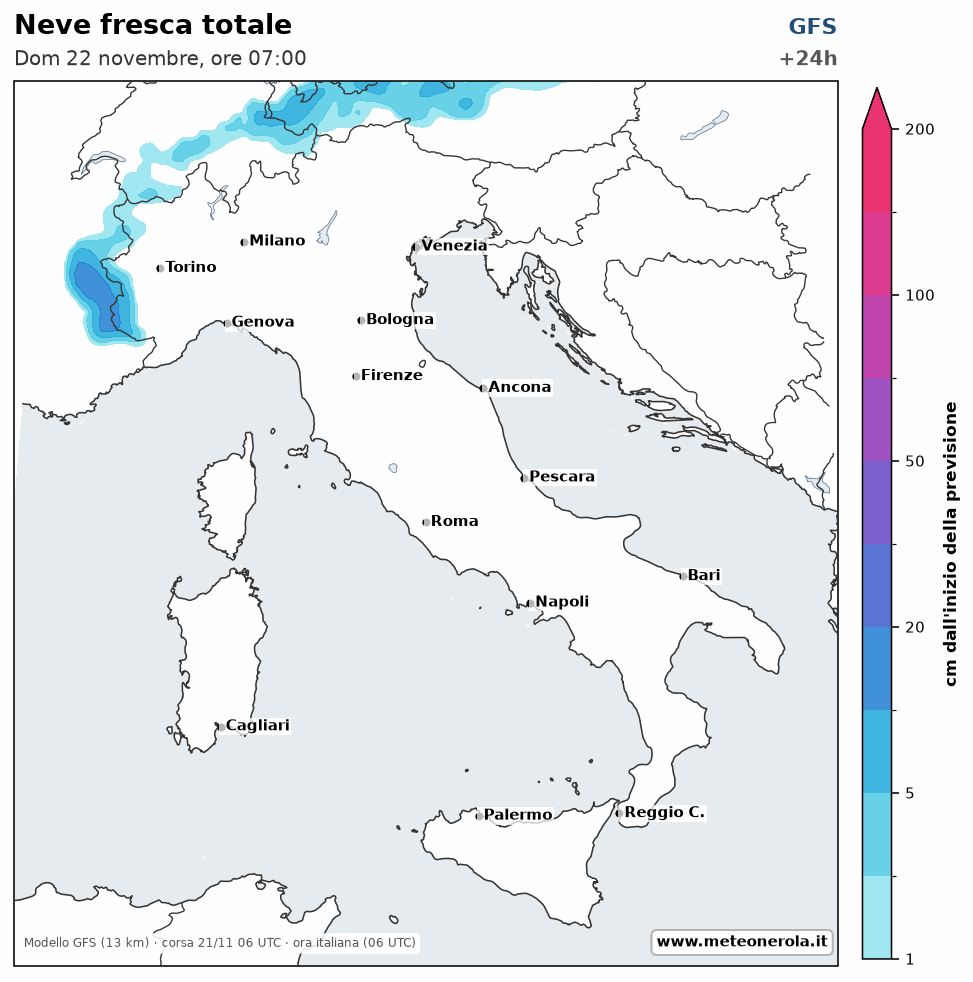 Neve fresca totale
GFS
Dom 22 novembre, ore 07:00
+24h
Milano
Venezia
Torino
Genova
Bologna
Firenze
Ancona
Pescara
Roma
Bari
Napoli
Cagliari
Palermo
Reggio C.
200
100
50
20
5
1
cm dall'inizio della previsione
Modello GFS (13 km) · corsa 21/11 06 UTC · ora italiana (06 UTC)
www.meteonerola.it